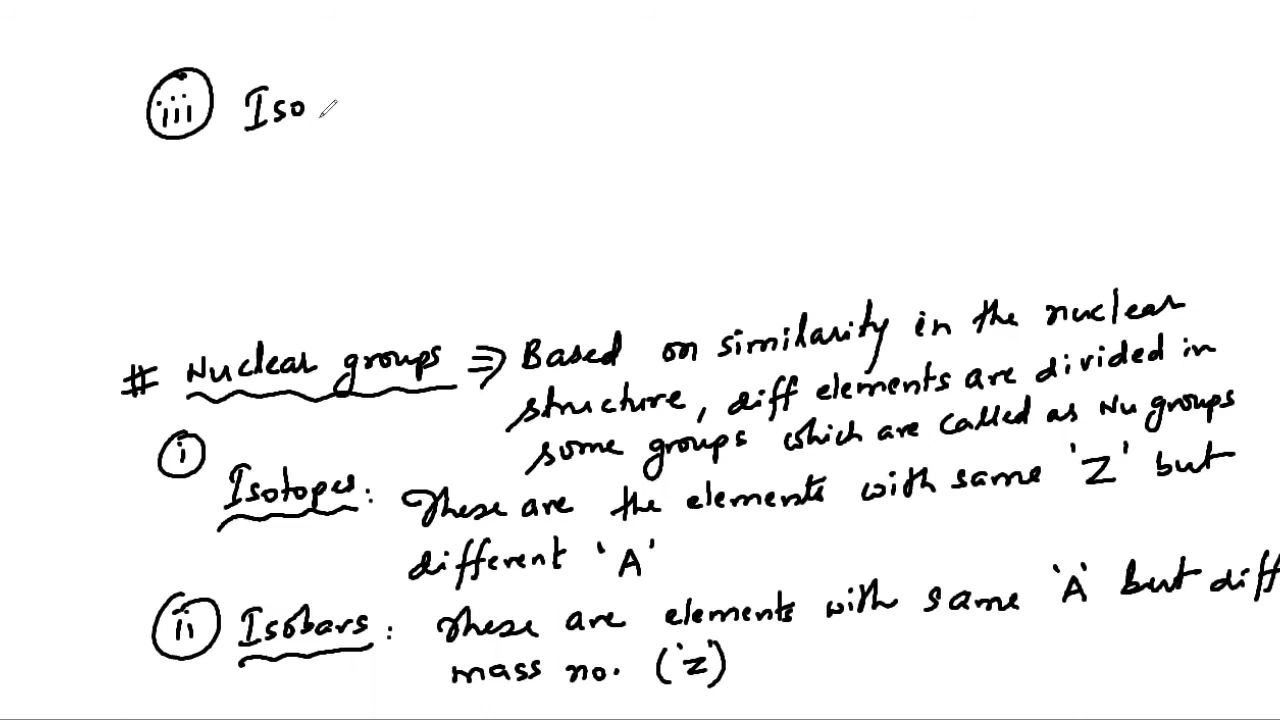 iii Iso
# Nuclear groups ⇒ Based on similarity in the nuclear
structure, diff elements are divided in
some groups which are called as Nu groups
i
Isotopes: These are the elements with same 'Z' but
different 'A'
ii Isobars: These are elements with same 'A' but diff
mass no. ('z')